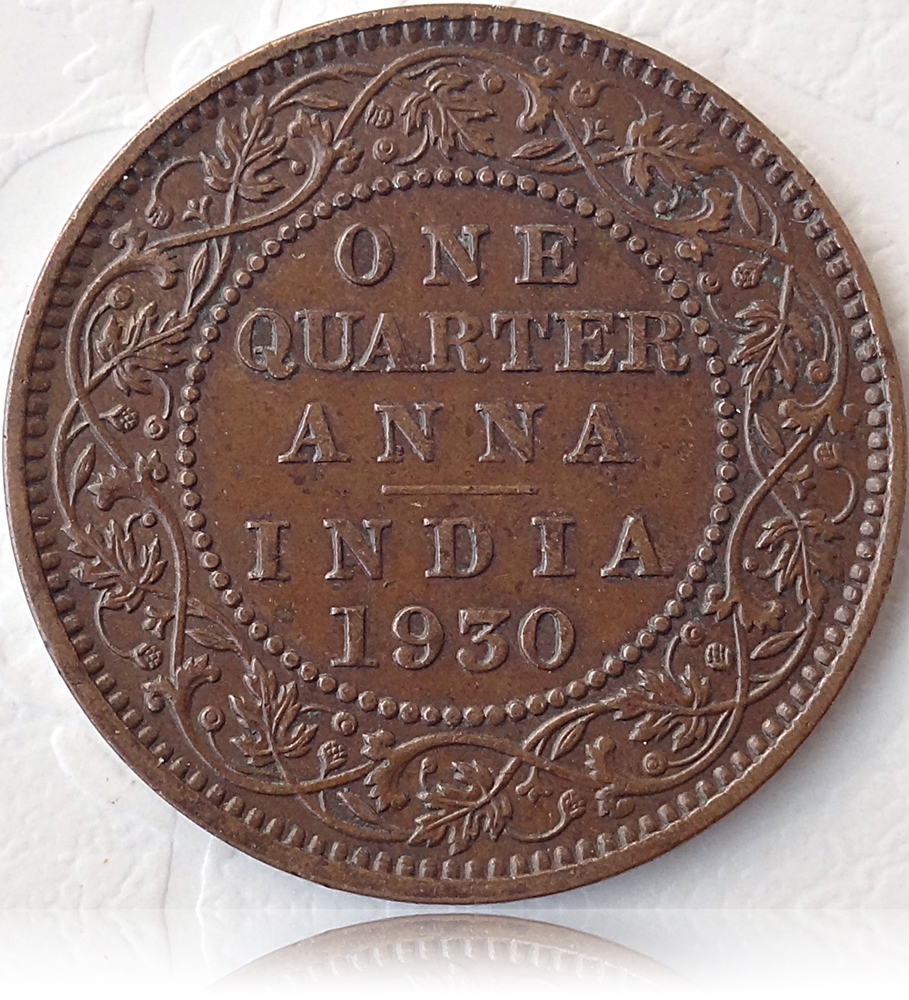 ONE
QUARTER
ANNA
INDIA
1930